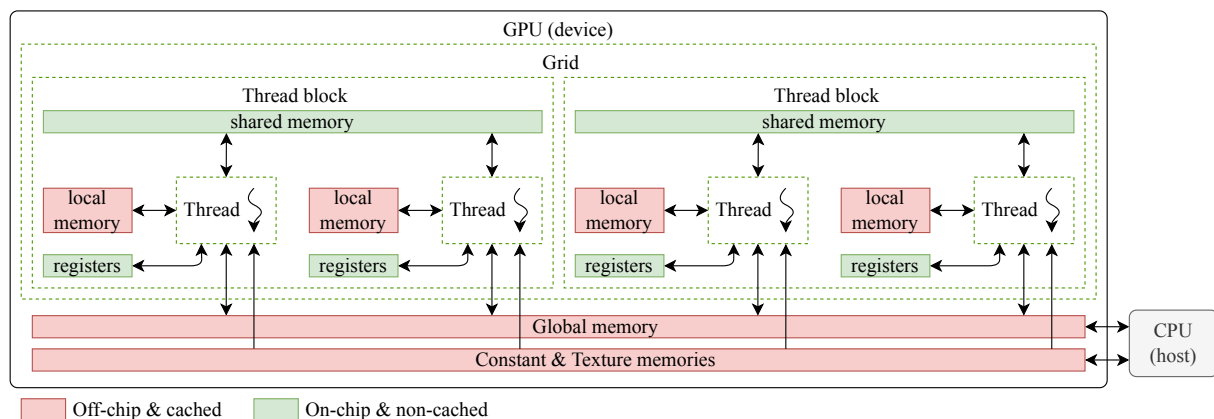 GPU (device)
Grid
Thread block
shared memory
local
memory
Thread
registers
local
memory
Thread
registers
Thread block
shared memory
local
memory
Thread
registers
local
memory
Thread
registers
Global memory
Constant & Texture memories
CPU
(host)
Off-chip & cached
On-chip & non-cached